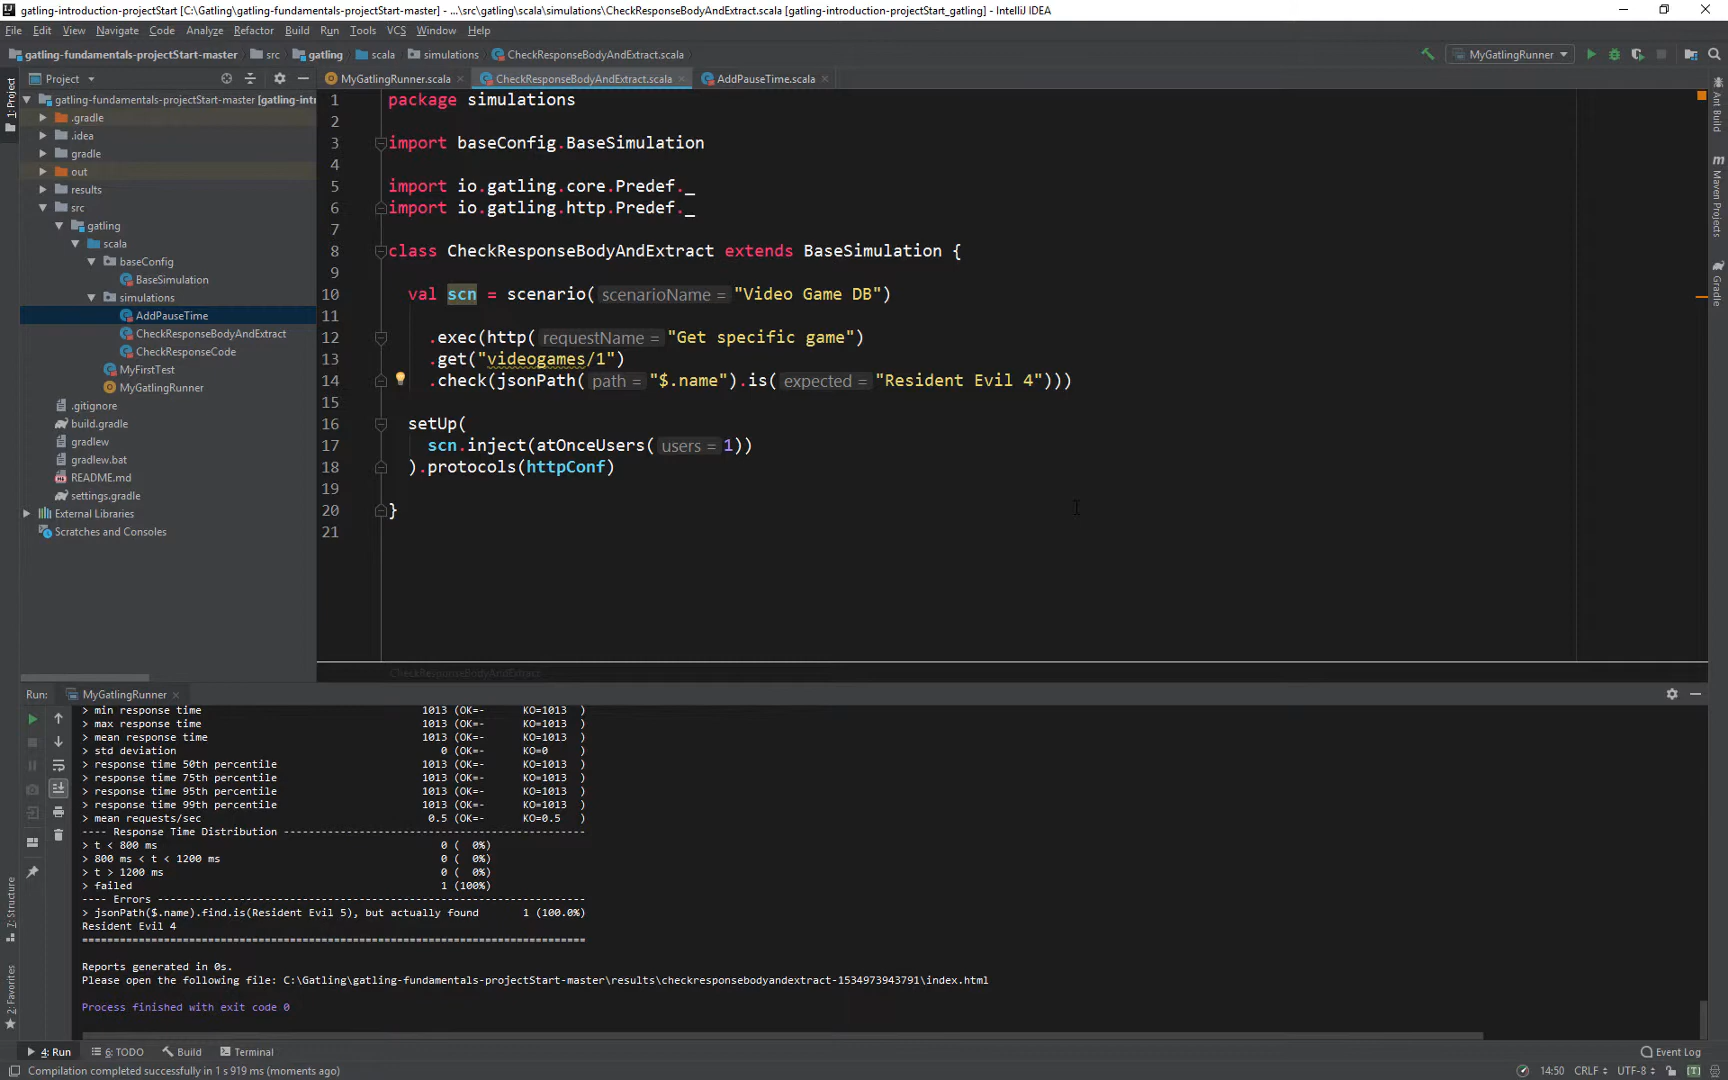 gatling-introduction-projectStart [C:\Gatling\gatling-fundamentals-projectStart-master] - ...\src\gatling\scala\simulations\CheckResponseBodyAndExtract.scala [gatling-introduction-projectStart_gatling] - IntelliJ IDEA
File Edit View Navigate Code Analyze Refactor Build Run Tools VCS Window Help
gatling-fundamentals-projectStart-master src gatling scala simulations CheckResponseBodyAndExtract.scala MyGatlingRunner
Project MyGatlingRunner.scala CheckResponseBodyAndExtract.scala AddPauseTime.scala
1: Project
gatling-fundamentals-projectStart-master [gatling-intr
.gradle
.idea
gradle
out
results
src
gatling
scala
baseConfig
BaseSimulation
simulations
AddPauseTime
CheckResponseBodyAndExtract
CheckResponseCode
MyFirstTest
MyGatlingRunner
.gitignore
build.gradle
gradlew
gradlew.bat
README.md
settings.gradle
External Libraries
Scratches and Consoles
1 package simulations
2
3 import baseConfig.BaseSimulation
4
5 import io.gatling.core.Predef._
6 import io.gatling.http.Predef._
7
8 class CheckResponseBodyAndExtract extends BaseSimulation {
9
10 val scn = scenario( scenarioName = "Video Game DB")
11
12 .exec(http( requestName = "Get specific game")
13 .get("videogames/1")
14 .check(jsonPath( path = "$.name").is( expected = "Resident Evil 4")))
15
16 setUp(
17 scn.inject(atOnceUsers( users = 1))
18 ).protocols(httpConf)
19
20 }
21
CheckResponseBodyAndExtract
Ant Build
Maven Projects
Gradle
Run: MyGatlingRunner
> min response time 1013 (OK=- KO=1013 )
> max response time 1013 (OK=- KO=1013 )
> mean response time 1013 (OK=- KO=1013 )
> std deviation 0 (OK=- KO=0 )
> response time 50th percentile 1013 (OK=- KO=1013 )
> response time 75th percentile 1013 (OK=- KO=1013 )
> response time 95th percentile 1013 (OK=- KO=1013 )
> response time 99th percentile 1013 (OK=- KO=1013 )
> mean requests/sec 0.5 (OK=- KO=0.5 )
---- Response Time Distribution ----------------------------------------------
> t < 800 ms 0 ( 0%)
> 800 ms < t < 1200 ms 0 ( 0%)
> t > 1200 ms 0 ( 0%)
> failed 1 (100%)
---- Errors ------------------------------------------------------------------
> jsonPath($.name).find.is(Resident Evil 5), but actually found 1 (100.0%)
Resident Evil 4
================================================================================
Reports generated in 0s.
Please open the following file: C:\Gatling\gatling-fundamentals-projectStart-master\results\checkresponsebodyandextract-1534973943791\index.html
Process finished with exit code 0
7: Structure
2: Favorites
4: Run 6: TODO Build Terminal Event Log
Compilation completed successfully in 1 s 919 ms (moments ago) 14:50 CRLF UTF-8 [T]